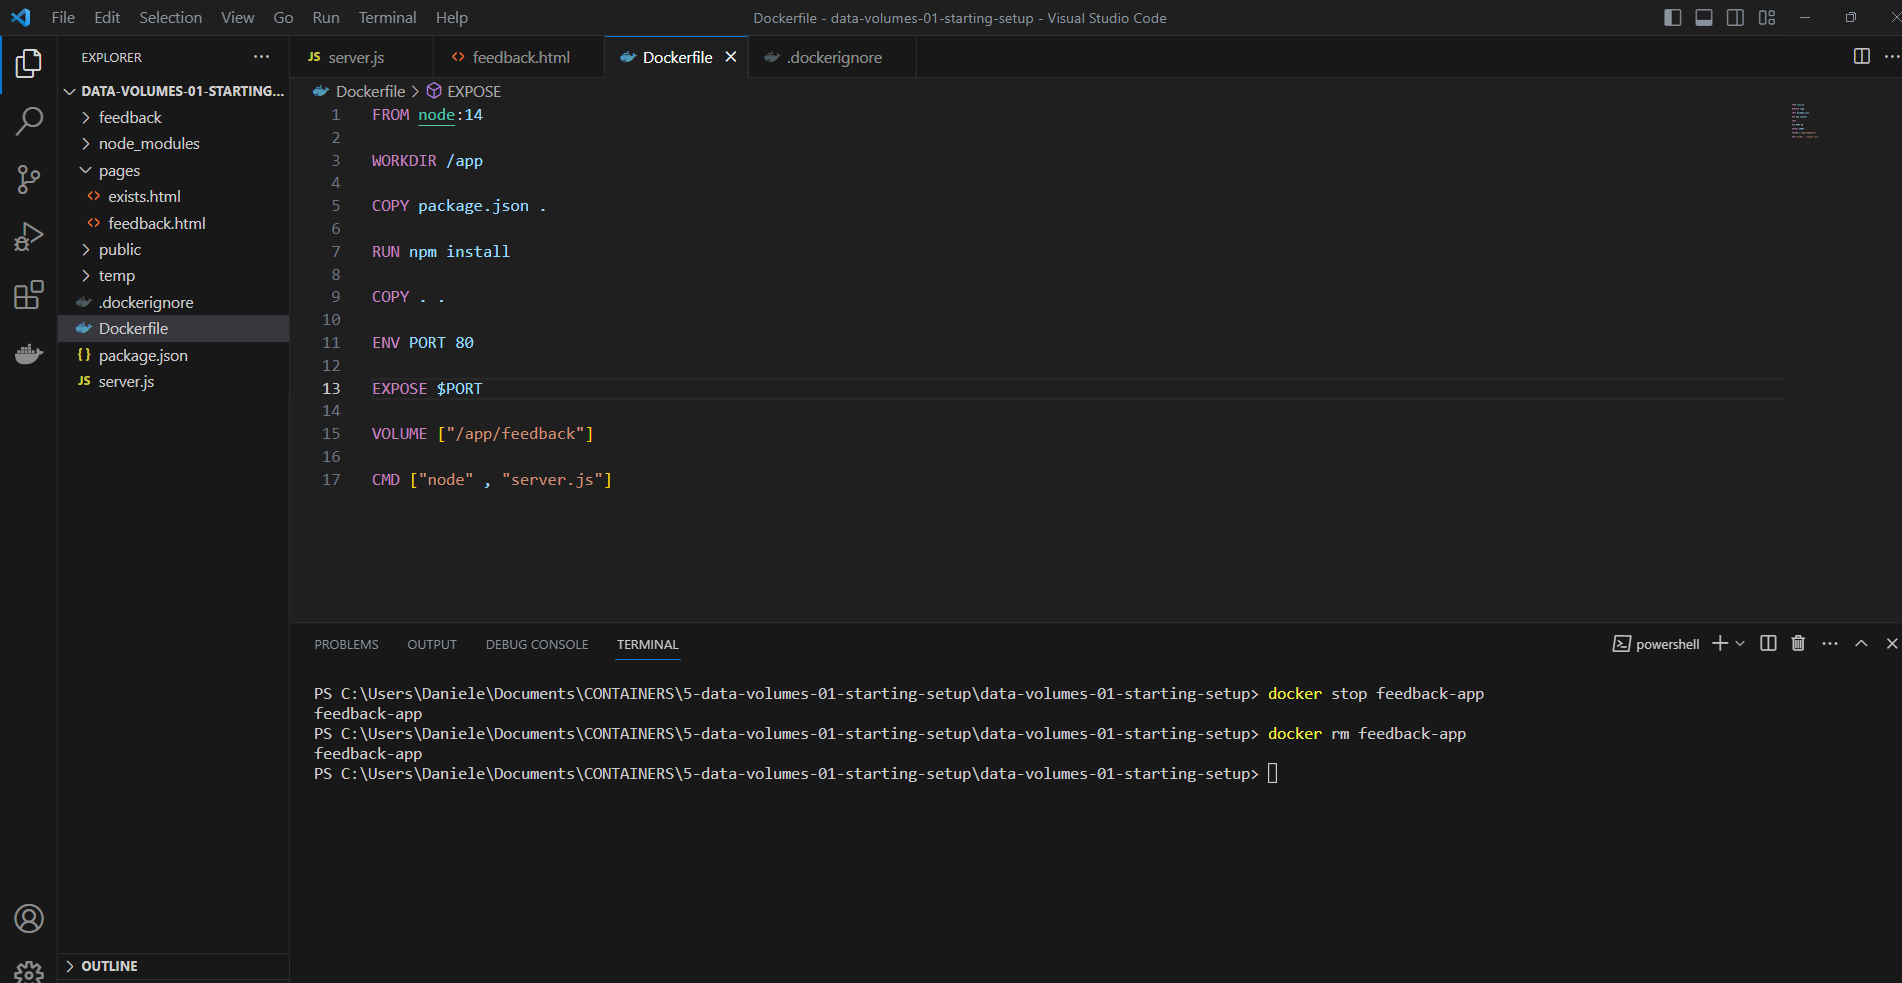 File Edit Selection View Go Run Terminal Help
Dockerfile - data-volumes-01-starting-setup - Visual Studio Code
EXPLORER
DATA-VOLUMES-01-STARTING...
feedback
node_modules
pages
<> exists.html
<> feedback.html
public
temp
.dockerignore
Dockerfile
{} package.json
JS server.js
OUTLINE
JS server.js
<> feedback.html
Dockerfile
.dockerignore
Dockerfile > EXPOSE
1 FROM node:14
2
3 WORKDIR /app
4
5 COPY package.json .
6
7 RUN npm install
8
9 COPY . .
10
11 ENV PORT 80
12
13 EXPOSE $PORT
14
15 VOLUME ["/app/feedback"]
16
17 CMD ["node" , "server.js"]
PROBLEMS OUTPUT DEBUG CONSOLE TERMINAL
powershell
PS C:\Users\Daniele\Documents\CONTAINERS\5-data-volumes-01-starting-setup\data-volumes-01-starting-setup> docker stop feedback-app
feedback-app
PS C:\Users\Daniele\Documents\CONTAINERS\5-data-volumes-01-starting-setup\data-volumes-01-starting-setup> docker rm feedback-app
feedback-app
PS C:\Users\Daniele\Documents\CONTAINERS\5-data-volumes-01-starting-setup\data-volumes-01-starting-setup>